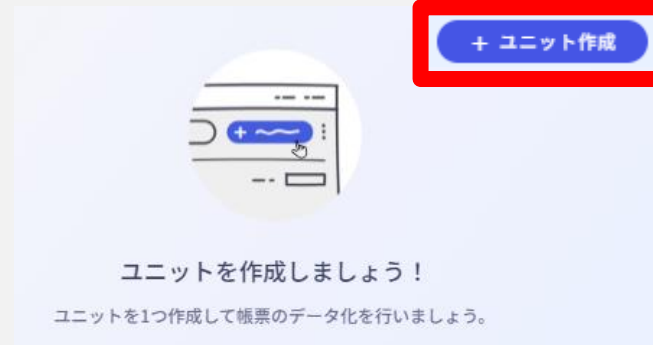 + ユニット作成
ユニットを作成しましょう！
ユニットを1つ作成して帳票のデータ化を行いましょう。